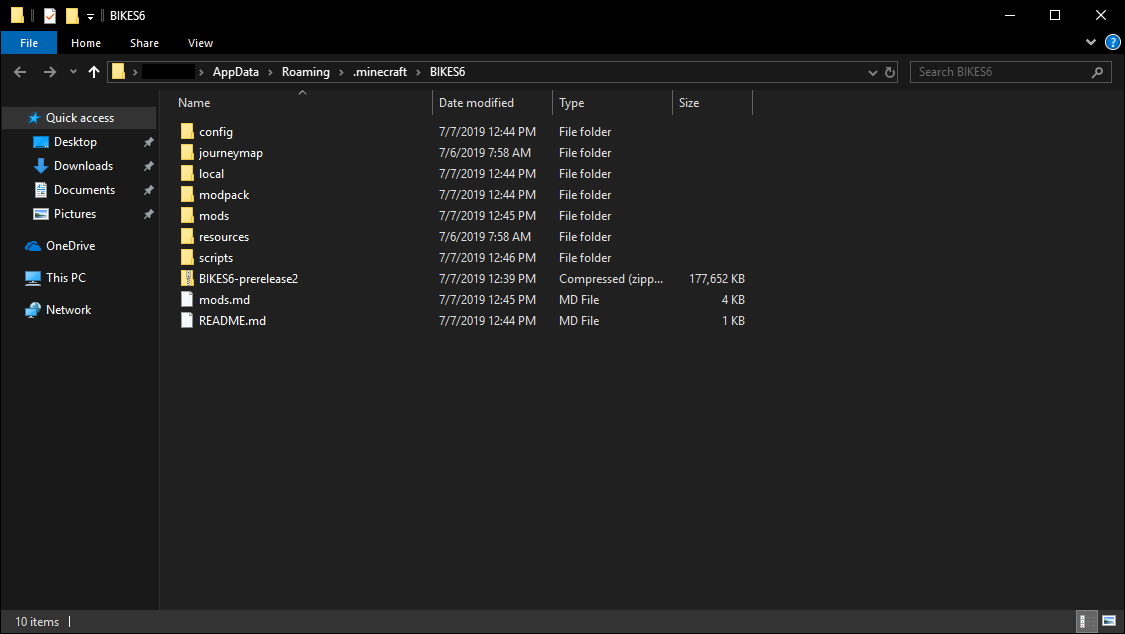 BIKES6
File Home Share View
AppData Roaming .minecraft BIKES6 Search BIKES6
Quick access
Desktop
Downloads
Documents
Pictures
OneDrive
This PC
Network
Name Date modified Type Size
config 7/7/2019 12:44 PM File folder
journeymap 7/6/2019 7:58 AM File folder
local 7/7/2019 12:44 PM File folder
modpack 7/7/2019 12:44 PM File folder
mods 7/7/2019 12:45 PM File folder
resources 7/6/2019 7:58 AM File folder
scripts 7/7/2019 12:46 PM File folder
BIKES6-prerelease2 7/7/2019 12:39 PM Compressed (zipp... 177,652 KB
mods.md 7/7/2019 12:45 PM MD File 4 KB
README.md 7/7/2019 12:44 PM MD File 1 KB
10 items